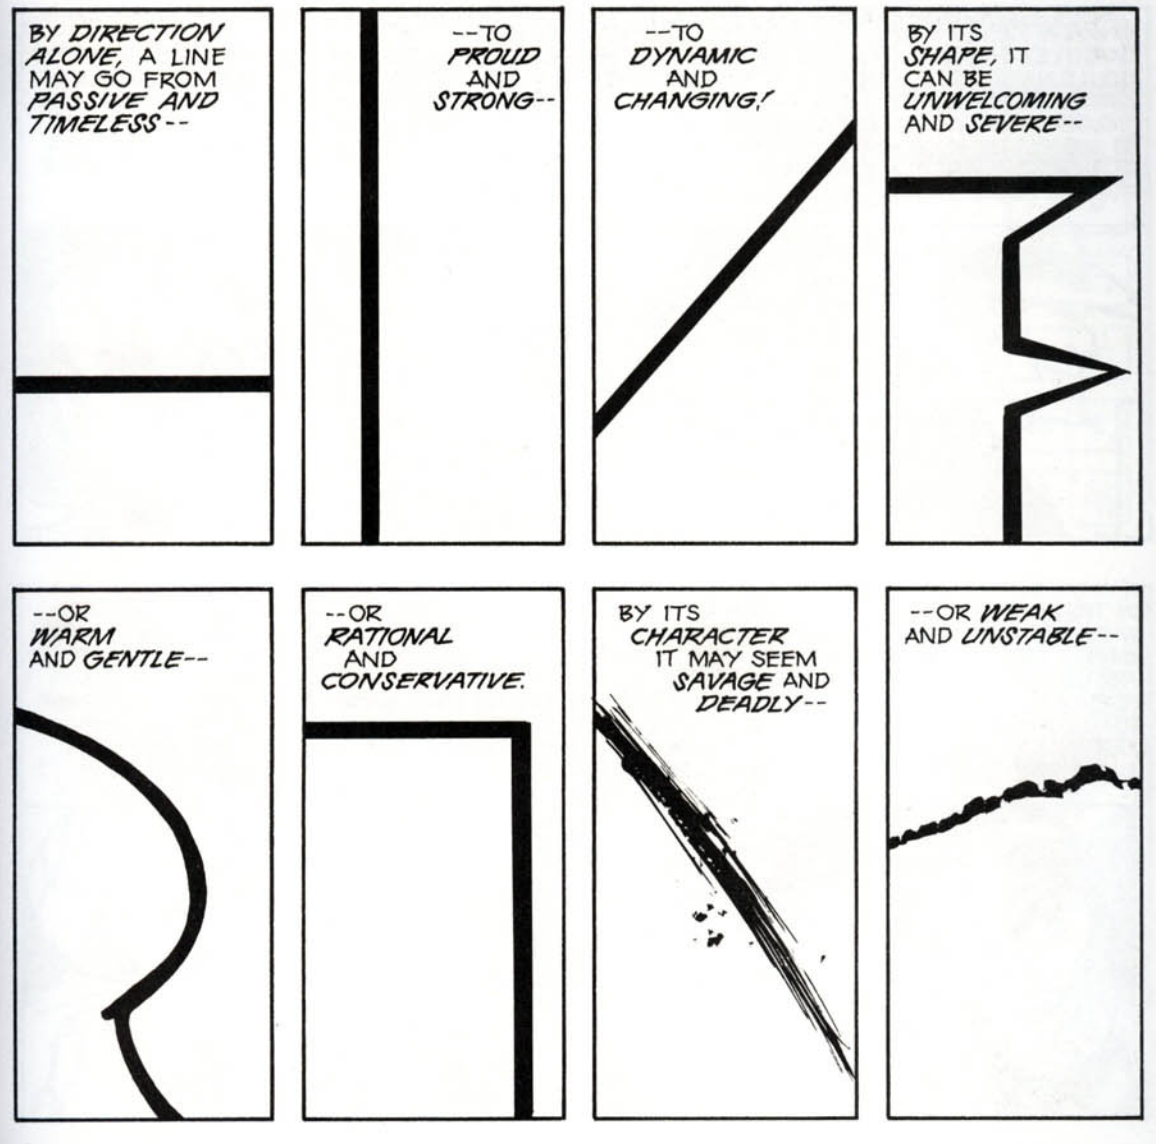 BY DIRECTION
ALONE, A LINE
MAY GO FROM
PASSIVE AND
TIMELESS--
--TO
PROUD
AND
STRONG--
--TO
DYNAMIC
AND
CHANGING!
BY ITS
SHAPE, IT
CAN BE
UNWELCOMING
AND SEVERE--
--OR
WARM
AND GENTLE--
--OR
RATIONAL
AND
CONSERVATIVE.
BY ITS
CHARACTER
IT MAY SEEM
SAVAGE AND
DEADLY--
--OR WEAK
AND UNSTABLE--